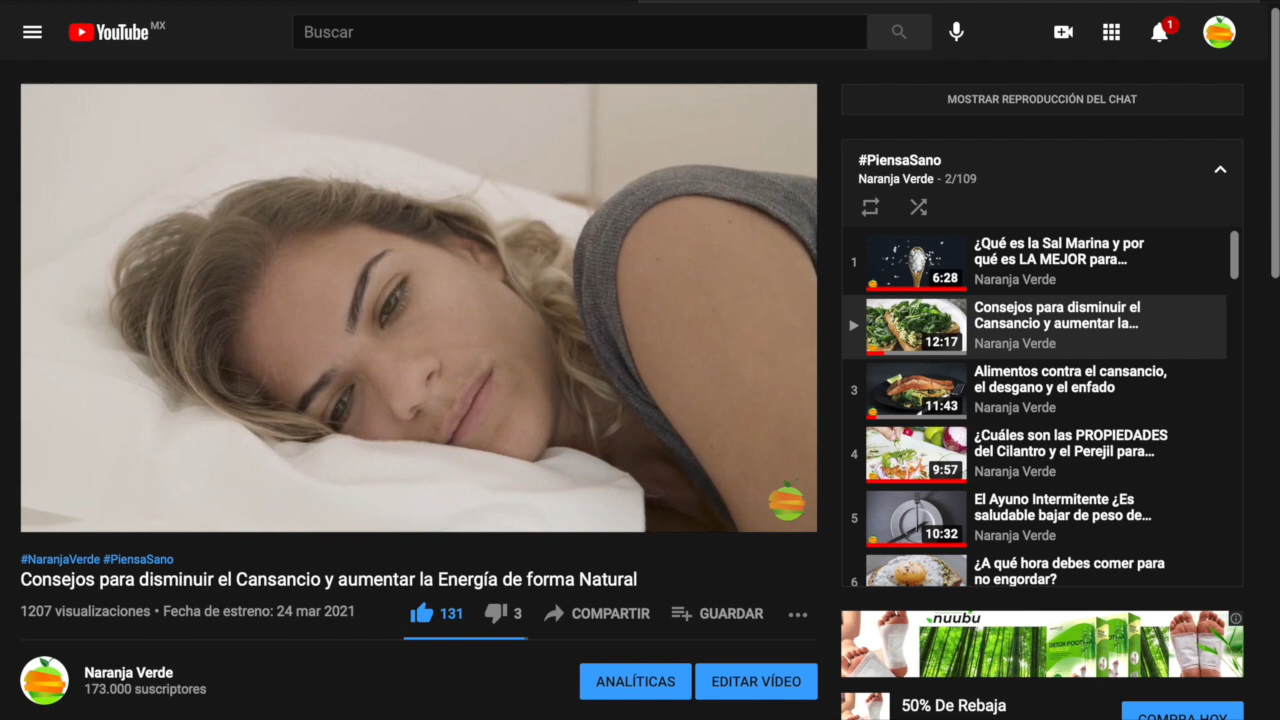 YouTube MX
Buscar
1
MOSTRAR REPRODUCCIÓN DEL CHAT
#PiensaSano
Naranja Verde - 2/109
1
6:28
¿Qué es la Sal Marina y por
qué es LA MEJOR para...
Naranja Verde
12:17
Consejos para disminuir el
Cansancio y aumentar la...
Naranja Verde
3
11:43
Alimentos contra el cansancio,
el desgano y el enfado
Naranja Verde
4
9:57
¿Cuáles son las PROPIEDADES
del Cilantro y el Perejil para...
Naranja Verde
5
10:32
El Ayuno Intermitente ¿Es
saludable bajar de peso de...
Naranja Verde
6
¿A qué hora debes comer para
no engordar?
#NaranjaVerde #PiensaSano
Consejos para disminuir el Cansancio y aumentar la Energía de forma Natural
1207 visualizaciones • Fecha de estreno: 24 mar 2021
131
3
COMPARTIR
GUARDAR
Naranja Verde
173.000 suscriptores
ANALÍTICAS
EDITAR VÍDEO
nuubu
DETOX FOOT
50% De Rebaja
COMPRA HOY